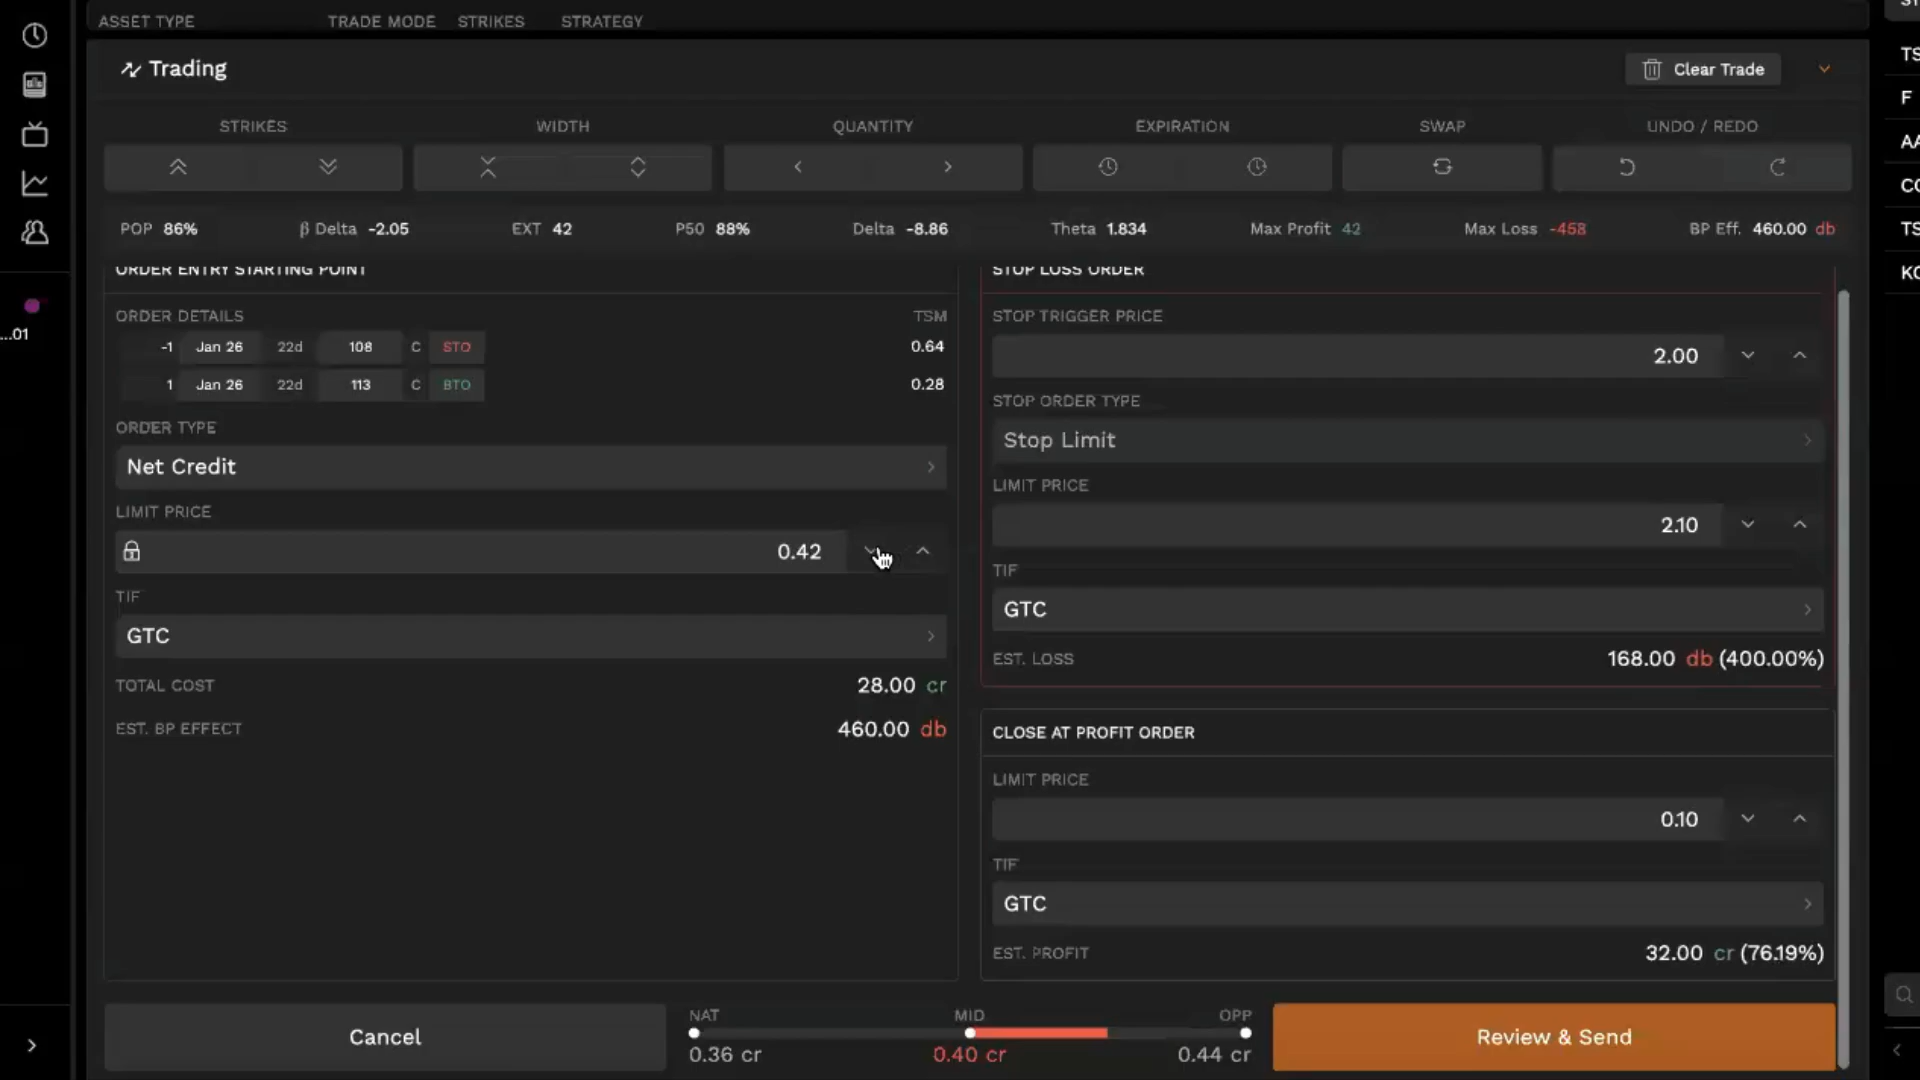 ASSET TYPE TRADE MODE STRIKES STRATEGY
Trading
Clear Trade
STRIKES WIDTH QUANTITY EXPIRATION SWAP UNDO / REDO
POP 86% β Delta -2.05 EXT 42 P50 88% Delta -8.86 Theta 1.834 Max Profit 42 Max Loss -458 BP Eff. 460.00 db
ORDER ENTRY STARTING POINT
ORDER DETAILS TSM
-1 Jan 26 22d 108 C STO 0.64
1 Jan 26 22d 113 C BTO 0.28
ORDER TYPE
Net Credit
LIMIT PRICE
0.42
TIF
GTC
TOTAL COST 28.00 cr
EST. BP EFFECT 460.00 db
STOP LOSS ORDER
STOP TRIGGER PRICE
2.00
STOP ORDER TYPE
Stop Limit
LIMIT PRICE
2.10
TIF
GTC
EST. LOSS 168.00 db (400.00%)
CLOSE AT PROFIT ORDER
LIMIT PRICE
0.10
TIF
GTC
EST. PROFIT 32.00 cr (76.19%)
Cancel
NAT MID OPP
0.36 cr 0.40 cr 0.44 cr
Review & Send
...01
TS
F
AA
TS